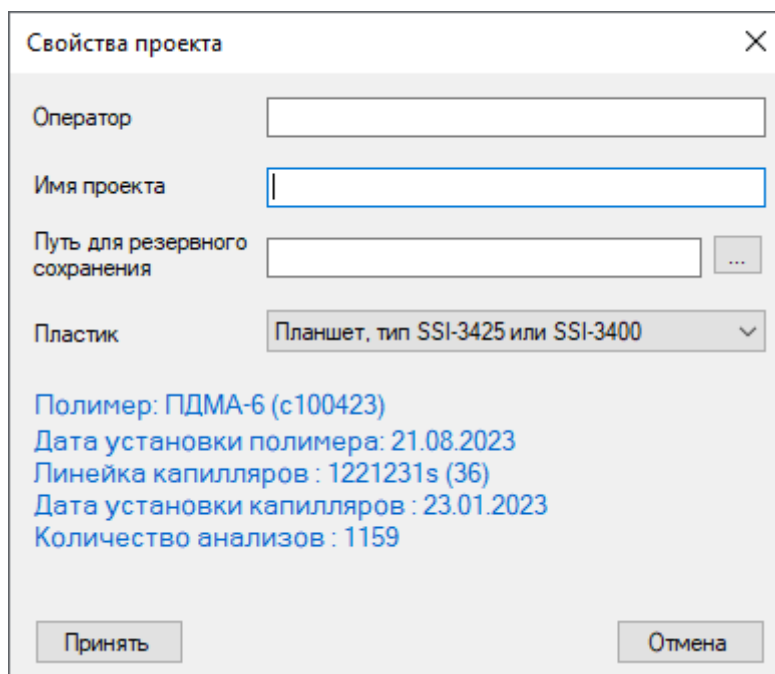 Свойства проекта
Оператор
Имя проекта
Путь для резервного
сохранения
...
Пластик
Планшет, тип SSI-3425 или SSI-3400
Полимер: ПДМА-6 (c100423)
Дата установки полимера: 21.08.2023
Линейка капилляров : 1221231s (36)
Дата установки капилляров : 23.01.2023
Количество анализов : 1159
Принять
Отмена